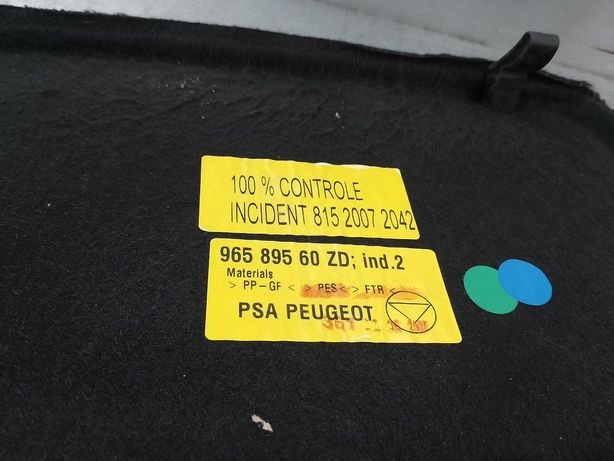 100 % CONTROLE
INCIDENT 815 2007 2042
965 895 60 ZD; ind.2
Materials
> PP-GF < > PES < > FTR <
PSA PEUGEOT